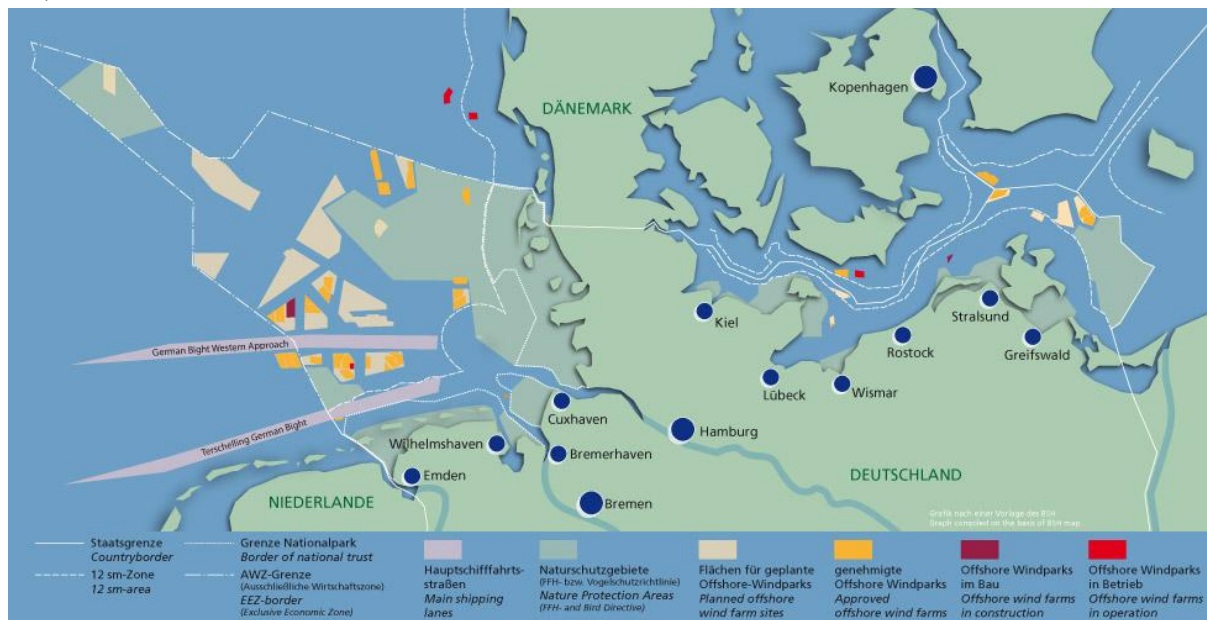 Kopenhagen
DÄNEMARK
German Bight Western Approach
Terschelling German Bight
Kiel
Stralsund
Rostock
Greifswald
Lübeck
Wismar
Cuxhaven
Hamburg
Wilhelmshaven
Bremerhaven
Emden
DEUTSCHLAND
NIEDERLANDE
Bremen
Grafik nach einer Vorlage des BSH
Graph compiled on the basis of BSH map.
Staatsgrenze
Countryborder
12 sm-Zone
12 sm-area
Grenze Nationalpark
Border of national trust
AWZ-Grenze
(Ausschließliche Wirtschaftszone)
EEZ-border
(Exclusive Economic Zone)
Hauptschifffahrts-
straßen
Main shipping
lanes
Naturschutzgebiete
(FFH- bzw. Vogelschutzrichtlinie)
Nature Protection Areas
(FFH- and Bird Directive)
Flächen für geplante
Offshore-Windparks
Planned offshore
wind farm sites
genehmigte
Offshore Windparks
Approved
offshore wind farms
Offshore Windparks
im Bau
Offshore wind farms
in construction
Offshore Windparks
in Betrieb
Offshore wind farms
in operation